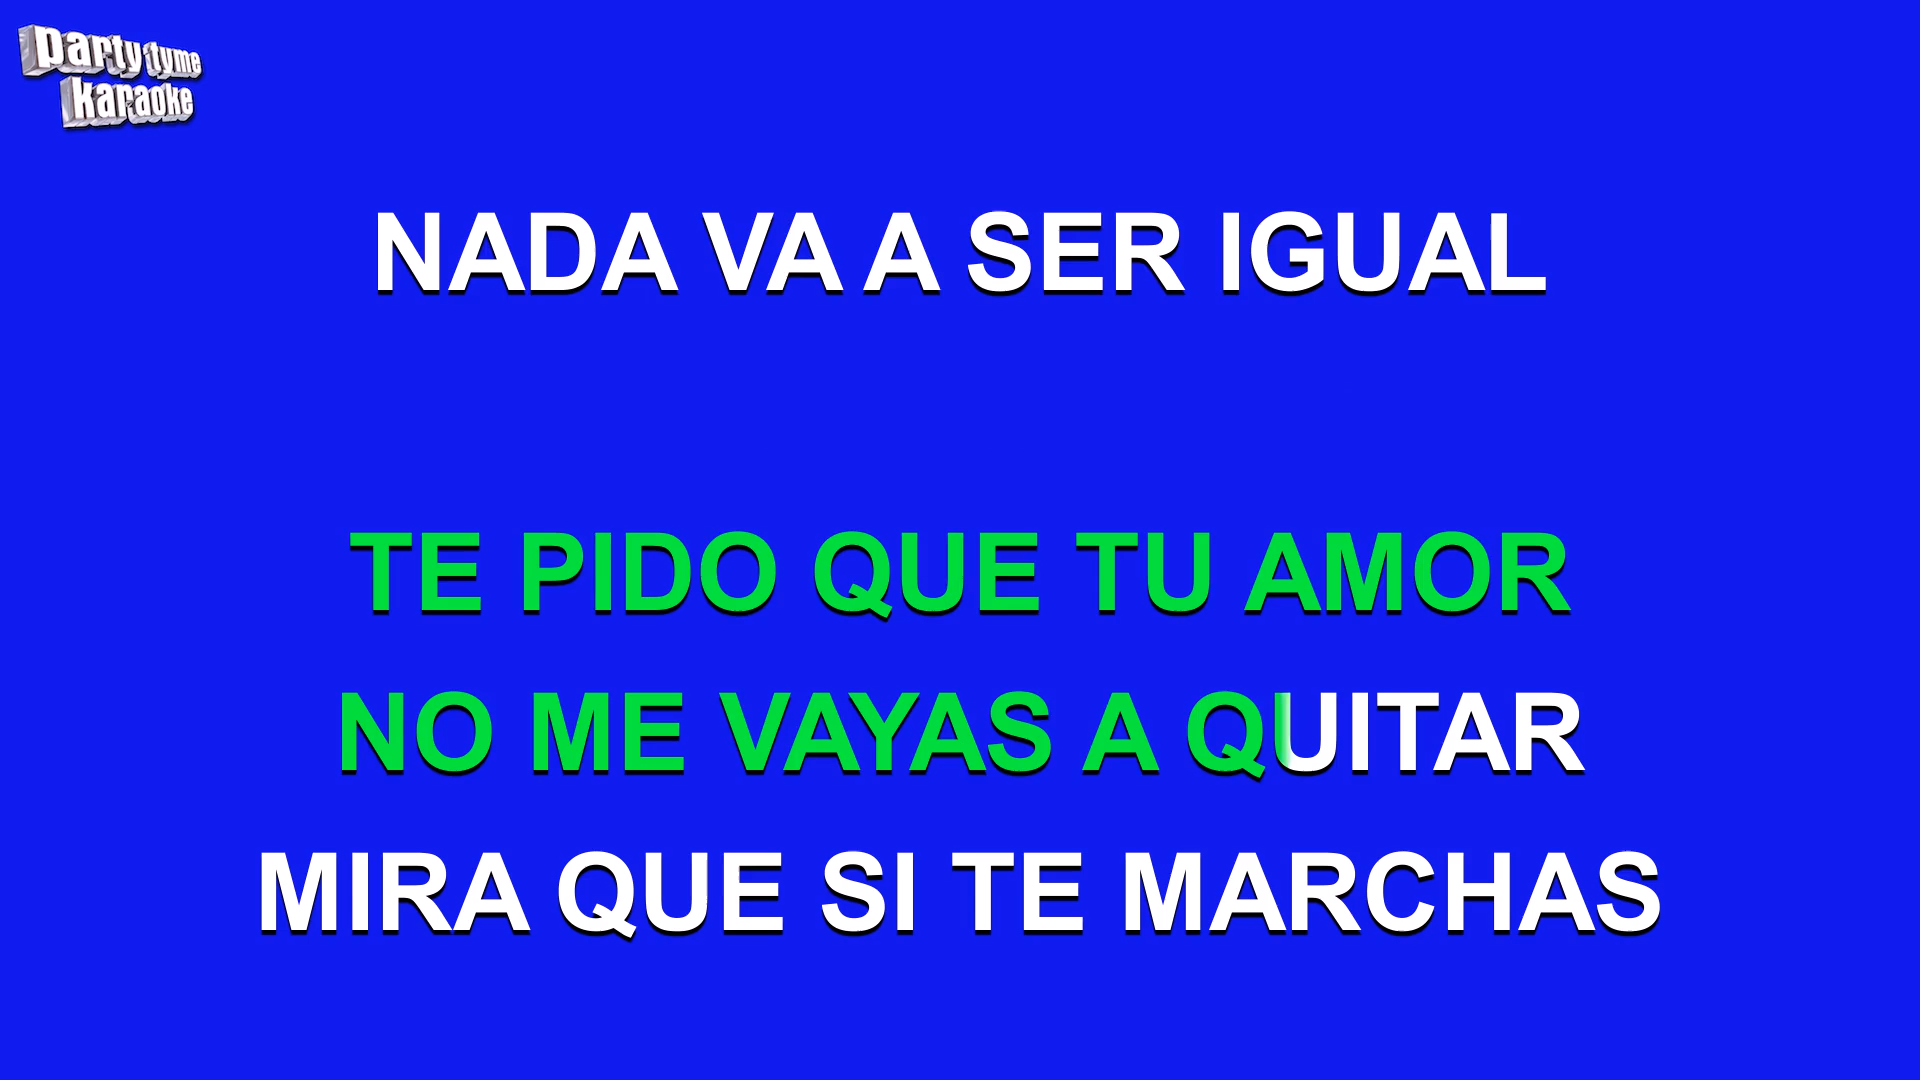 party tyme
karaoke
NADA VA A SER IGUAL
TE PIDO QUE TU AMOR
NO ME VAYAS A QUITAR
MIRA QUE SI TE MARCHAS